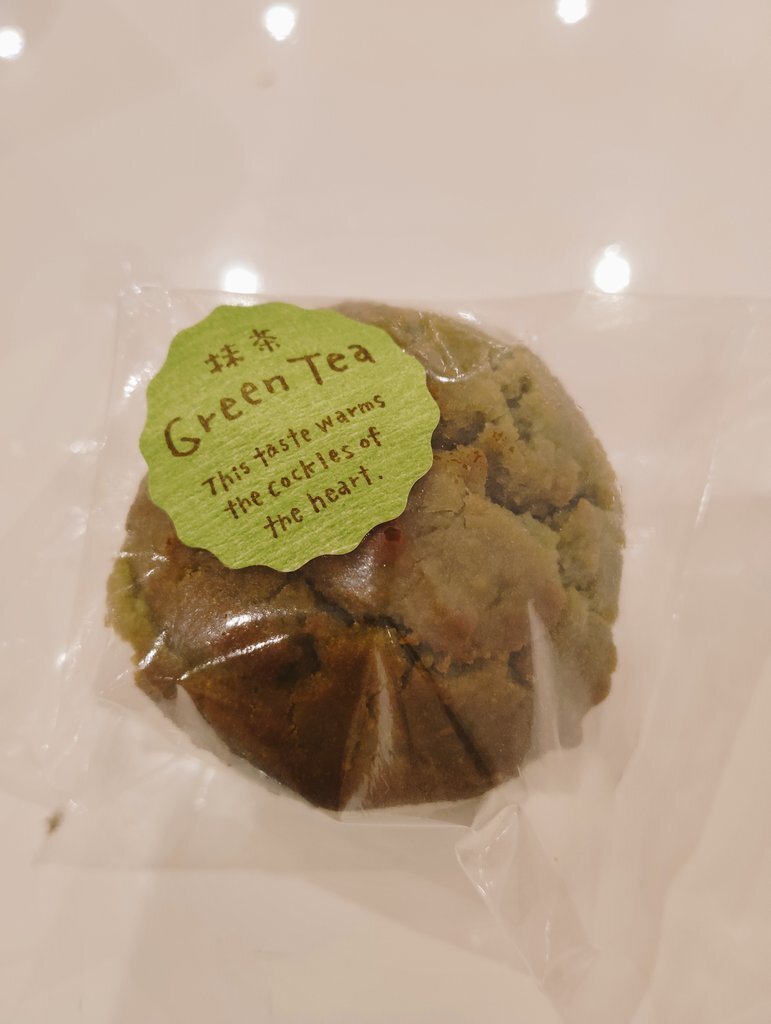 抹茶
Green Tea
This taste warms
the cockles of
the heart.